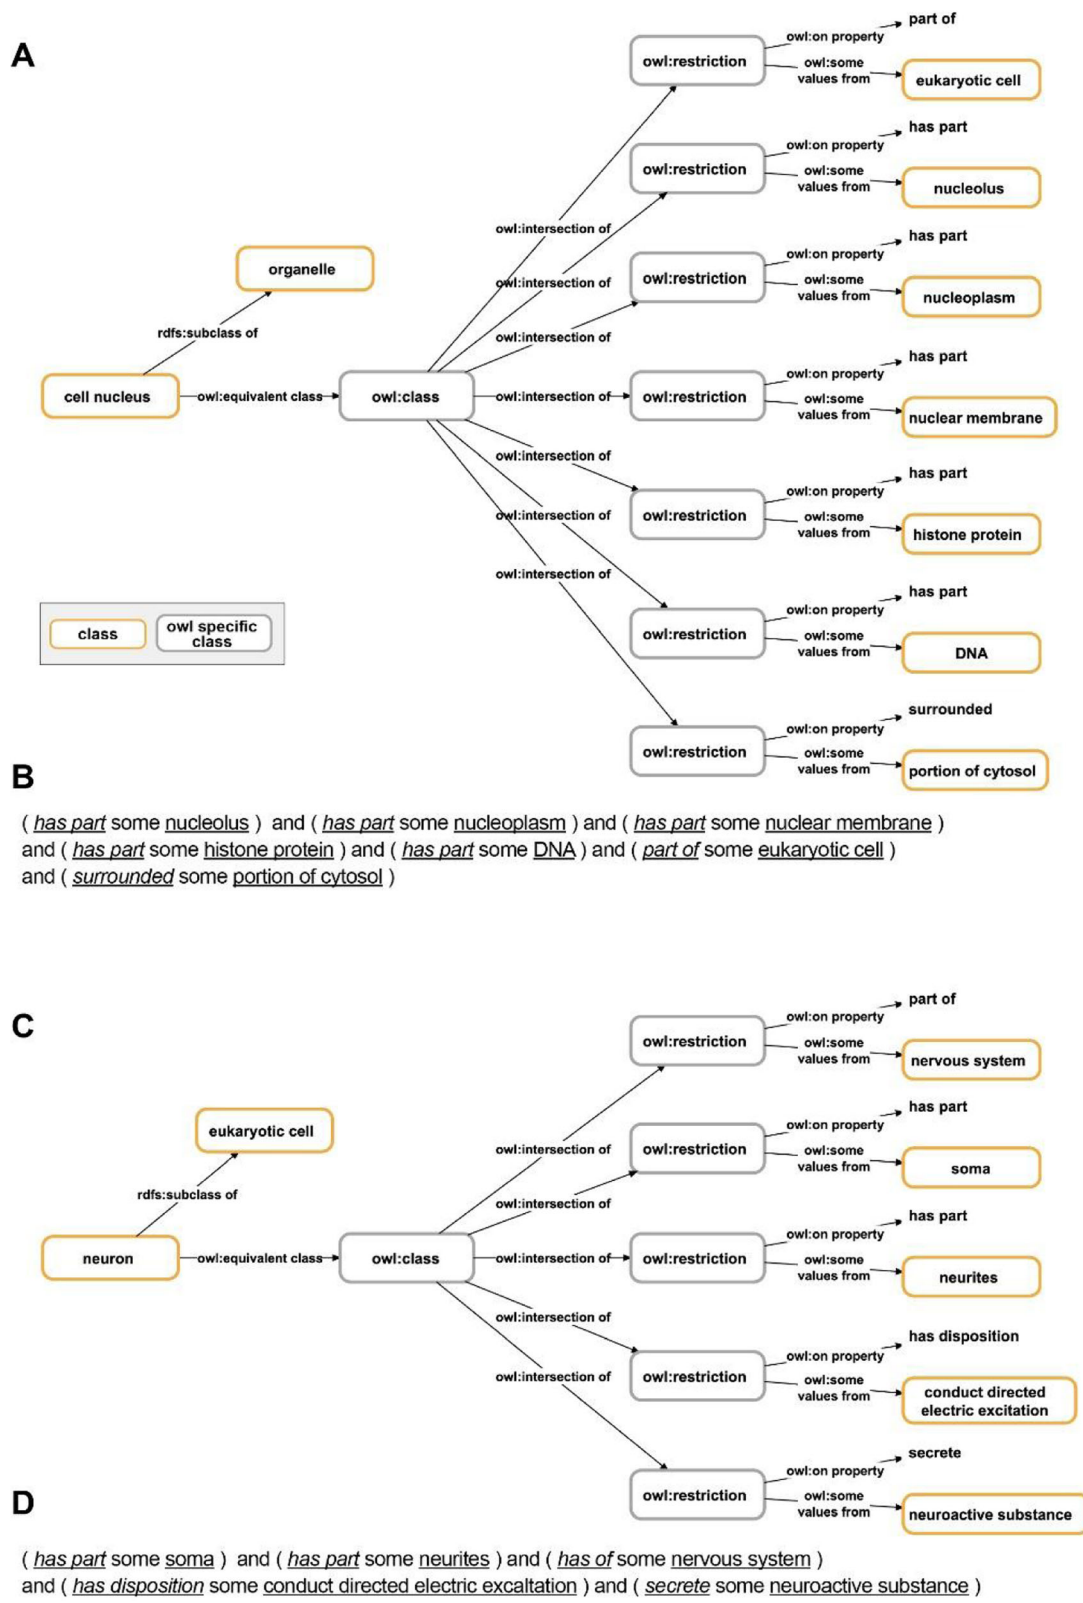 A
owl:restriction
owl:on property
part of
owl:some
values from
eukaryotic cell
owl:restriction
owl:on property
has part
owl:some
values from
nucleolus
owl:intersection of
owl:restriction
owl:on property
has part
owl:some
values from
nucleoplasm
owl:intersection of
organelle
rdfs:subclass of
owl:intersection of
cell nucleus
owl:equivalent class
owl:class
owl:intersection of
owl:restriction
owl:on property
has part
owl:some
values from
nuclear membrane
owl:intersection of
owl:restriction
owl:on property
has part
owl:some
values from
histone protein
owl:intersection of
owl:intersection of
owl:restriction
owl:on property
has part
owl:some
values from
DNA
class
owl specific
class
owl:restriction
owl:on property
surrounded
owl:some
values from
portion of cytosol
B
( has part some nucleolus ) and ( has part some nucleoplasm ) and ( has part some nuclear membrane )
and ( has part some histone protein ) and ( has part some DNA ) and ( part of some eukaryotic cell )
and ( surrounded some portion of cytosol )
C
owl:restriction
owl:on property
part of
owl:some
values from
nervous system
eukaryotic cell
rdfs:subclass of
owl:intersection of
owl:restriction
owl:on property
has part
owl:some
values from
soma
owl:intersection of
neuron
owl:equivalent class
owl:class
owl:intersection of
owl:restriction
owl:on property
has part
owl:some
values from
neurites
owl:intersection of
owl:restriction
owl:on property
has disposition
owl:some
values from
conduct directed
electric excitation
owl:intersection of
owl:restriction
owl:on property
secrete
owl:some
values from
neuroactive substance
D
( has part some soma ) and ( has part some neurites ) and ( has of some nervous system )
and ( has disposition some conduct directed electric excaltation ) and ( secrete some neuroactive substance )